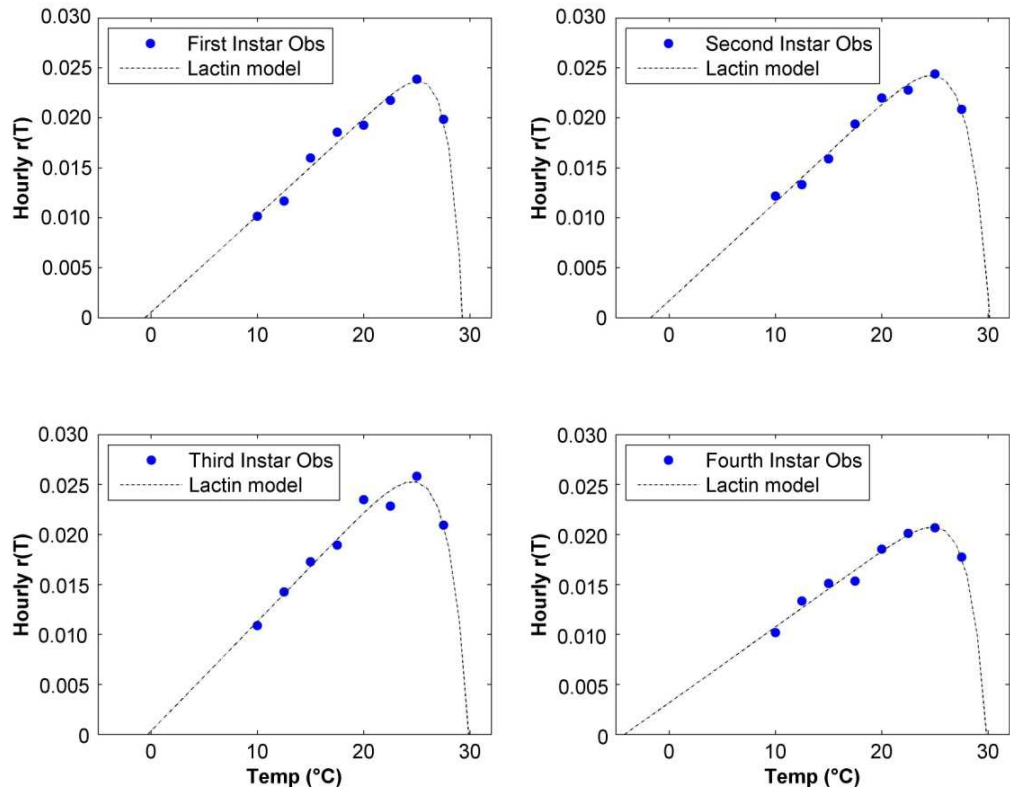 0.030
0.025
0.020
0.015
0.010
0.005
0
Hourly r(T)
First Instar Obs
Lactin model
0 10 20 30
0.030
0.025
0.020
0.015
0.010
0.005
0
Hourly r(T)
Second Instar Obs
Lactin model
0 10 20 30
0.030
0.025
0.020
0.015
0.010
0.005
0
Hourly r(T)
Third Instar Obs
Lactin model
0 10 20 30
Temp (°C)
0.030
0.025
0.020
0.015
0.010
0.005
0
Hourly r(T)
Fourth Instar Obs
Lactin model
0 10 20 30
Temp (°C)